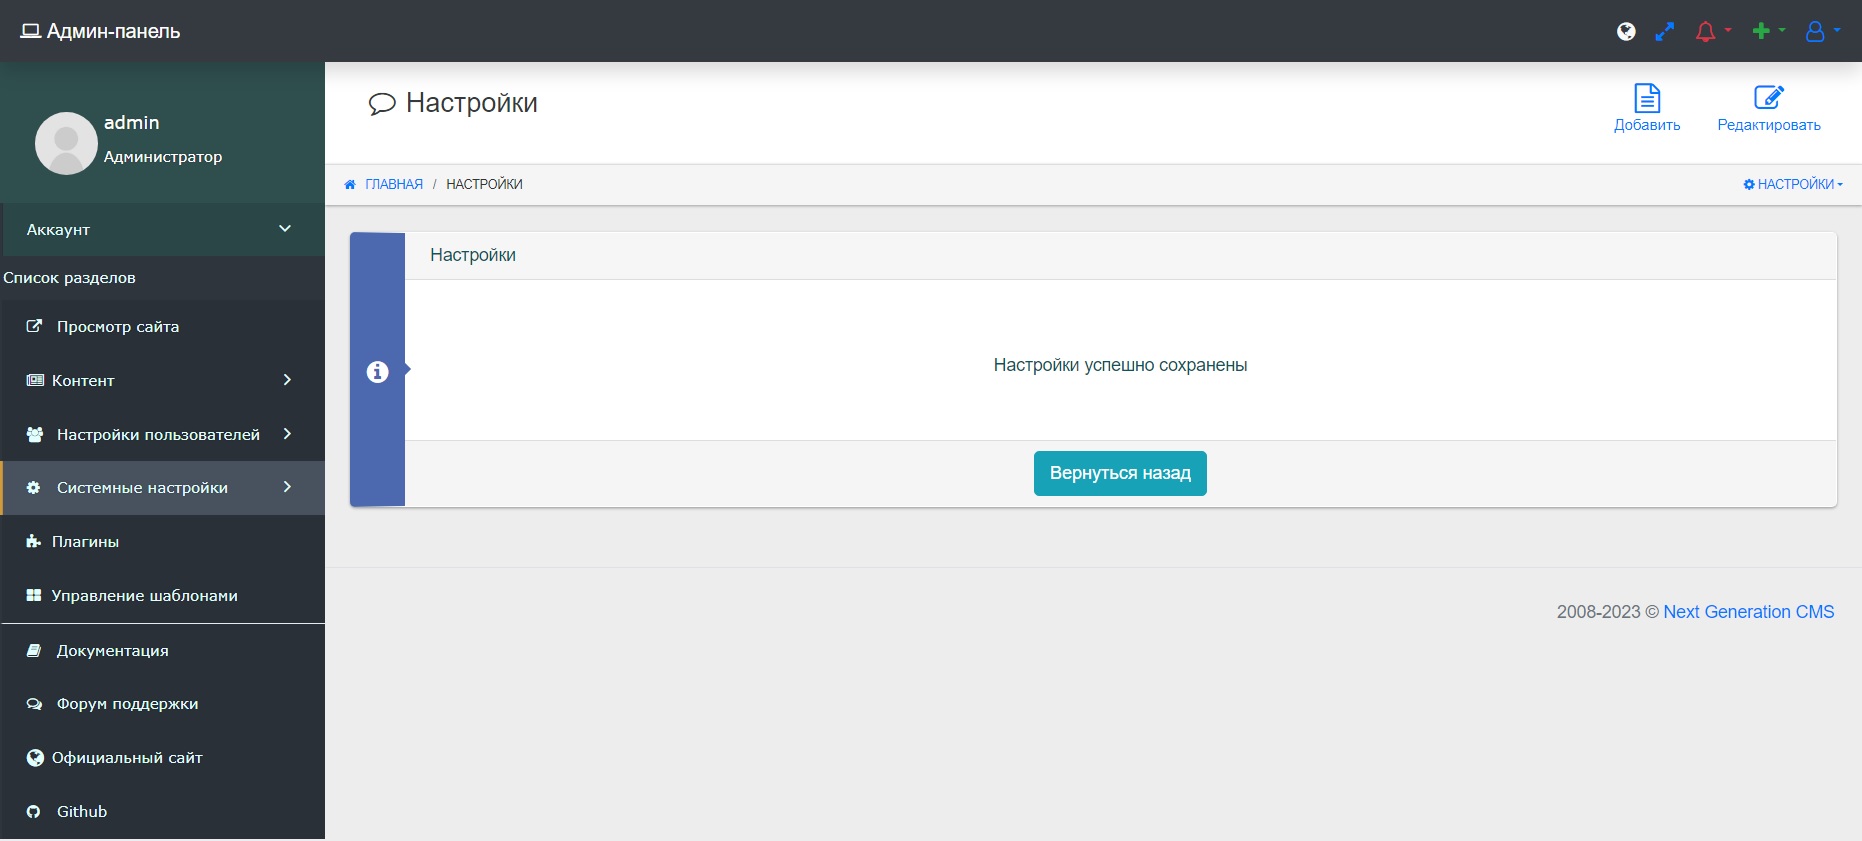 Админ-панель
admin
Администратор
Аккаунт
Список разделов
Просмотр сайта
Контент
Настройки пользователей
Системные настройки
Плагины
Управление шаблонами
Документация
Форум поддержки
Официальный сайт
Github
Настройки
Добавить
Редактировать
ГЛАВНАЯ / НАСТРОЙКИ
НАСТРОЙКИ
Настройки
Настройки успешно сохранены
Вернуться назад
2008-2023 © Next Generation CMS